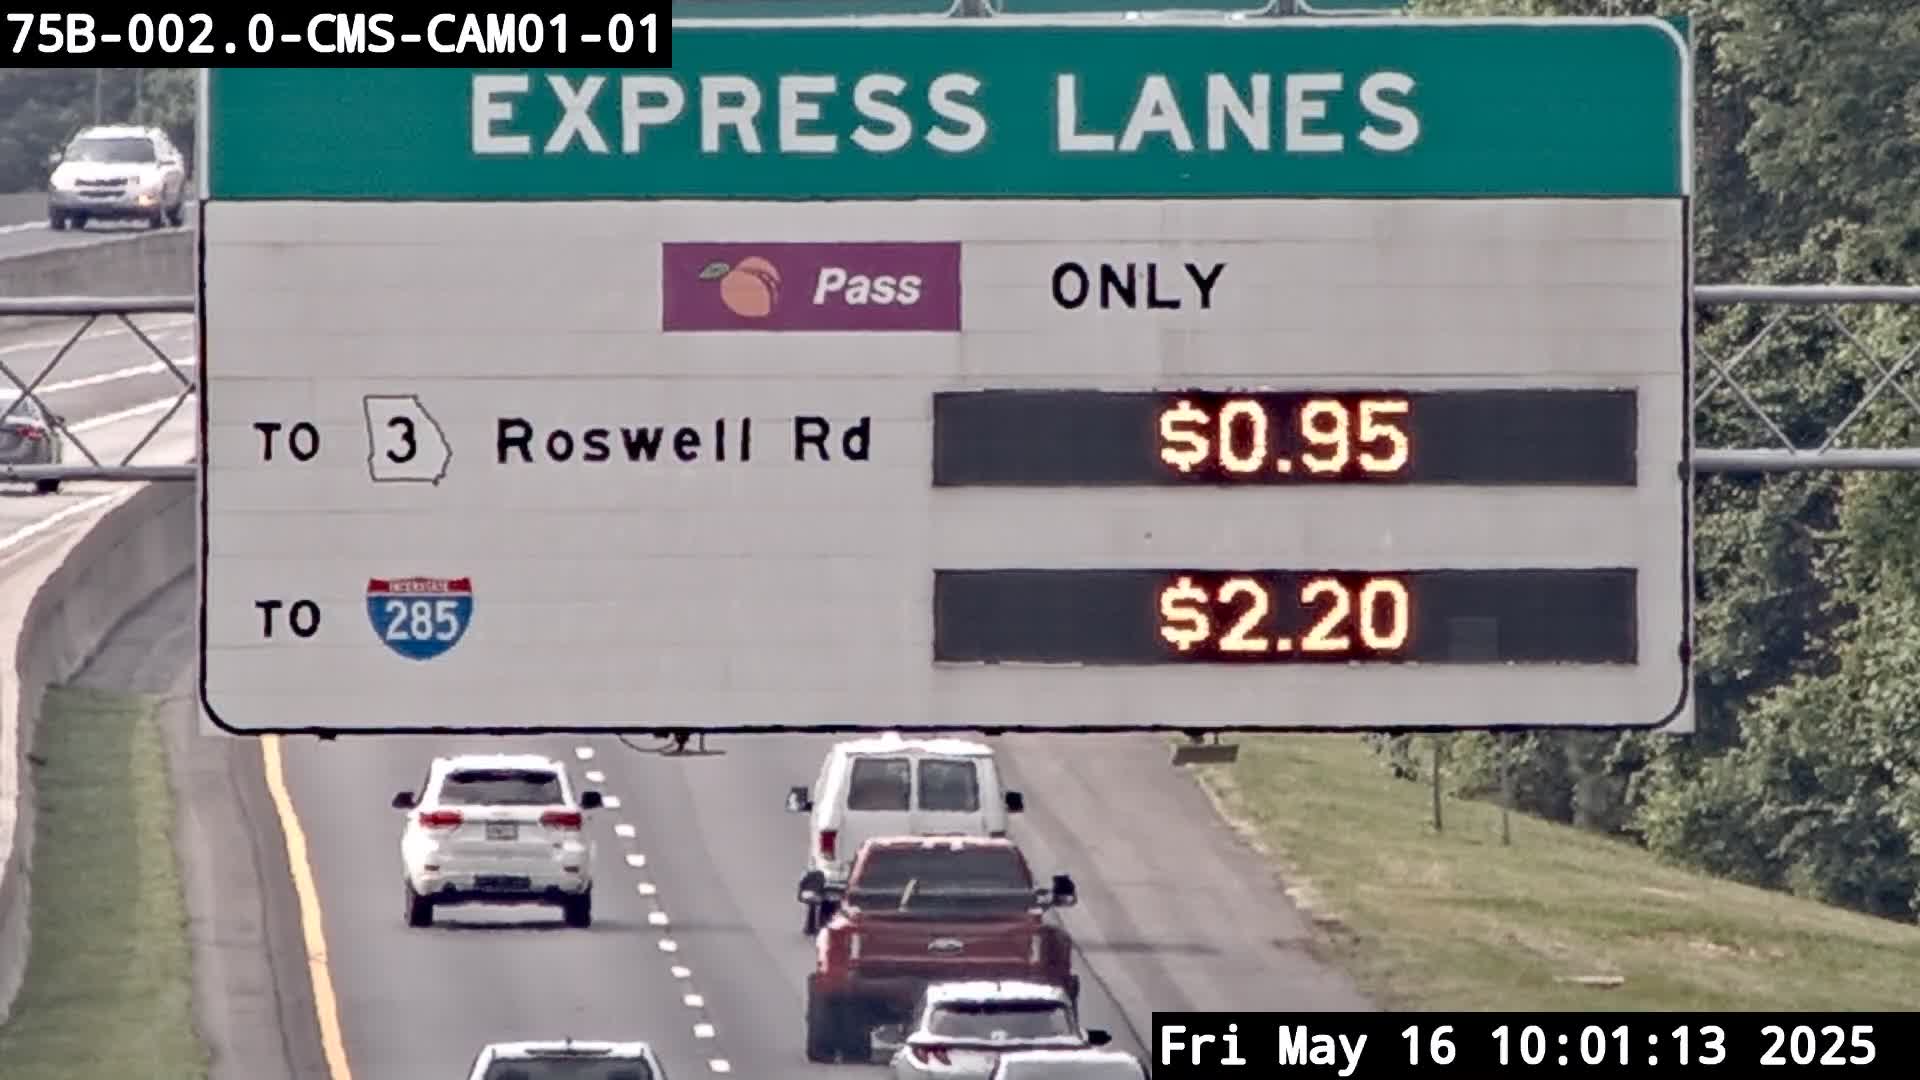 75B-002.0-CMS-CAM01-01
EXPRESS LANES
Pass ONLY
TO 3 Roswell Rd $0.95
INTERSTATE
TO 285 $2.20
Fri May 16 10:01:13 2025